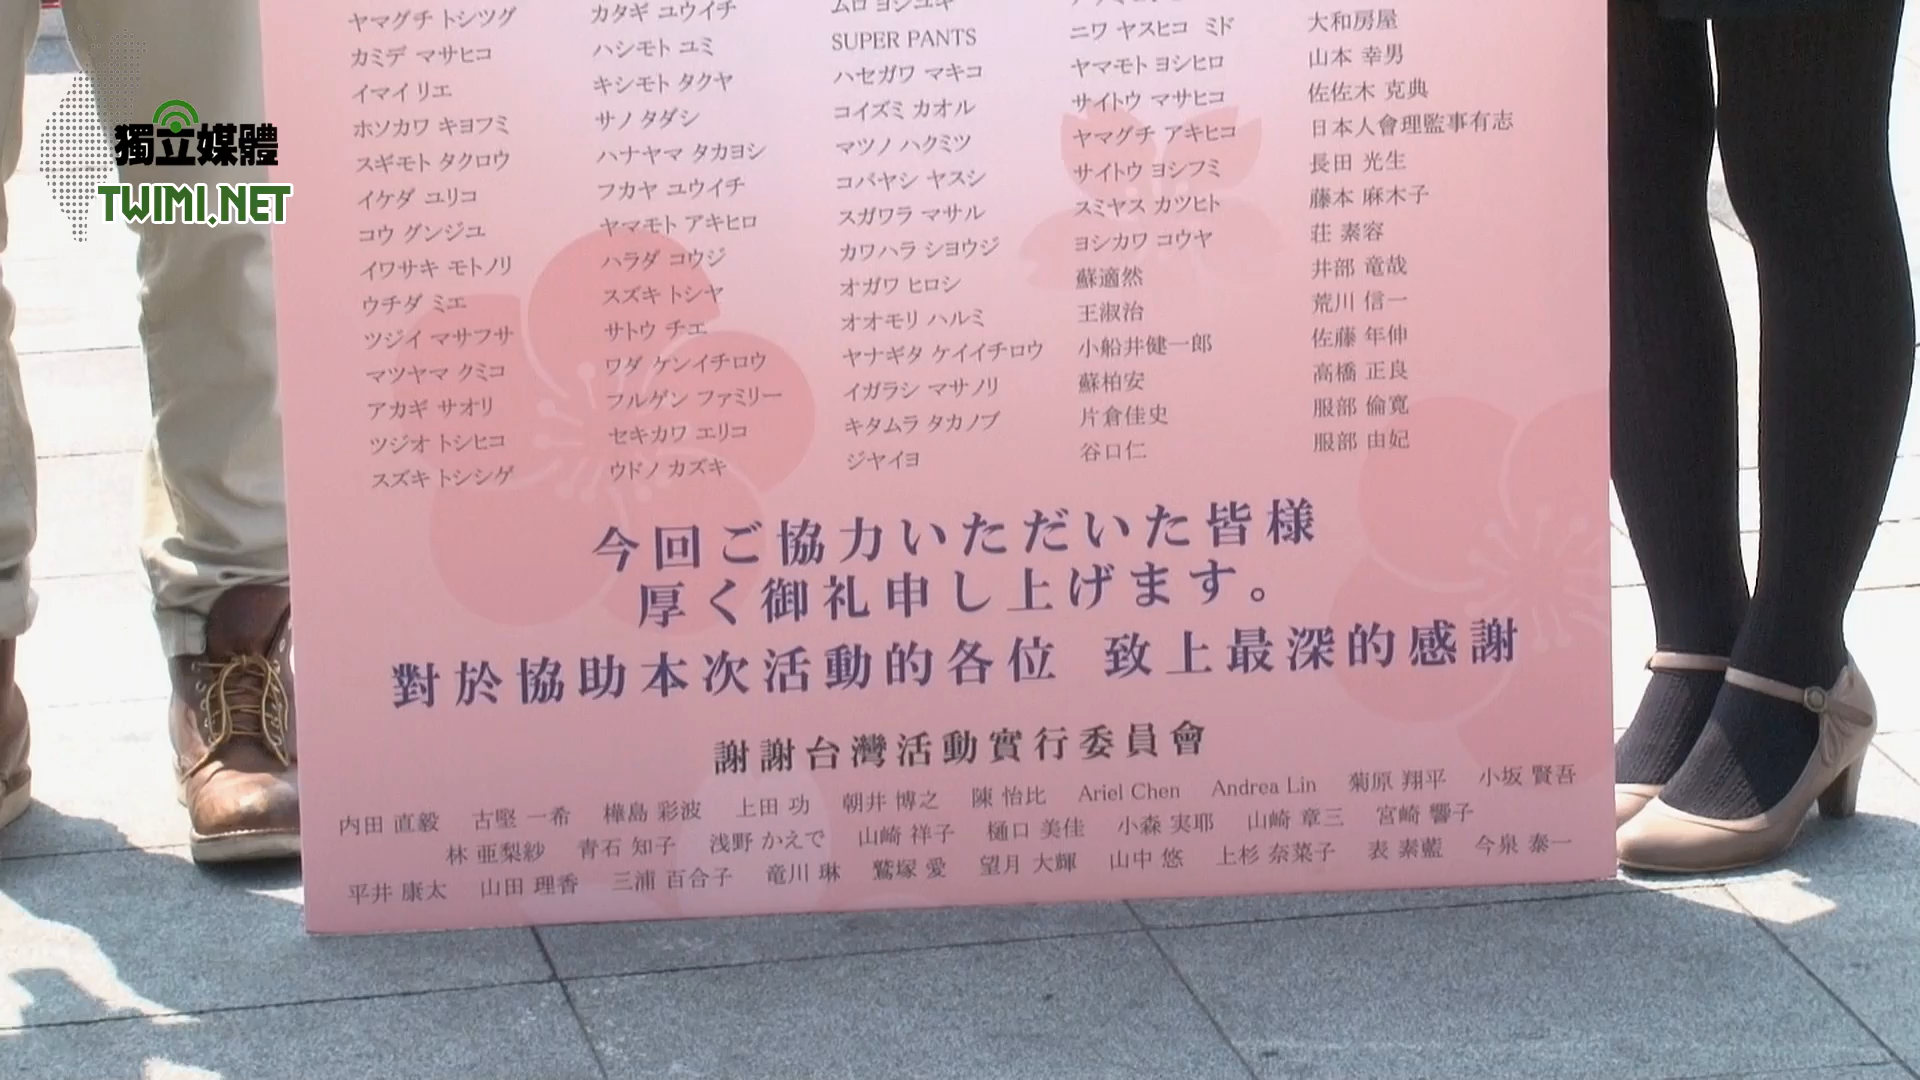 獨立媒體
TWIMI.NET
ヤマグチ トシツグ
カミデ マサヒコ
イマイ リエ
ホソカワ キヨフミ
スギモト タクロウ
イケダ ユリコ
コウ グンジユ
イワサキ モトノリ
ウチダ ミエ
ツジイ マサフサ
マツヤマ クミコ
アカギ サオリ
ツジオ トシヒコ
スズキ トシシゲ
カタギ ユウイチ
ハシモト ユミ
キシモト タクヤ
サノ タダシ
ハナヤマ タカヨシ
フカヤ ユウイチ
ヤマモト アキヒロ
ハラダ コウジ
スズキ トシヤ
サトウ チエ
ワダ ケンイチロウ
フルゲン ファミリー
セキカワ エリコ
ウドノ カズキ
SUPER PANTS
ハセガワ マキコ
コイズミ カオル
マツノ ハクミツ
コバヤシ ヤスシ
スガワラ マサル
カワハラ シヨウジ
オガワ ヒロシ
オオモリ ハルミ
ヤナギタ ケイイチロウ
イガラシ マサノリ
キタムラ タカノブ
ジヤイヨ
ニワ ヤスヒコ ミド
ヤマモト ヨシヒロ
サイトウ マサヒコ
ヤマグチ アキヒコ
サイトウ ヨシフミ
スミヤス カツヒト
ヨシカワ コウヤ
蘇適然
王淑治
小船井健一郎
蘇柏安
片倉佳史
谷口仁
大和房屋
山本 幸男
佐佐木 克典
日本人會理監事有志
長田 光生
藤本 麻木子
荘 素容
井部 竜哉
荒川 信一
佐藤 年伸
高橋 正良
服部 倫寛
服部 由妃
今回ご協力いただいた皆様
厚く御礼申し上げます。
對於協助本次活動的各位 致上最深的感謝
謝謝台灣活動實行委員會
内田 直毅 古堅 一希 樺島 彩波 上田 功 朝井 博之 陳 怡比 Ariel Chen Andrea Lin 菊原 翔平 小坂 賢吾
林 亜梨紗 青石 知子 浅野 かえで 山崎 祥子 樋口 美佳 小森 実耶 山崎 章三 宮崎 響子
平井 康太 山田 理香 三浦 百合子 竜川 琳 鷲塚 愛 望月 大輝 山中 悠 上杉 奈菜子 表 素藍 今泉 泰一